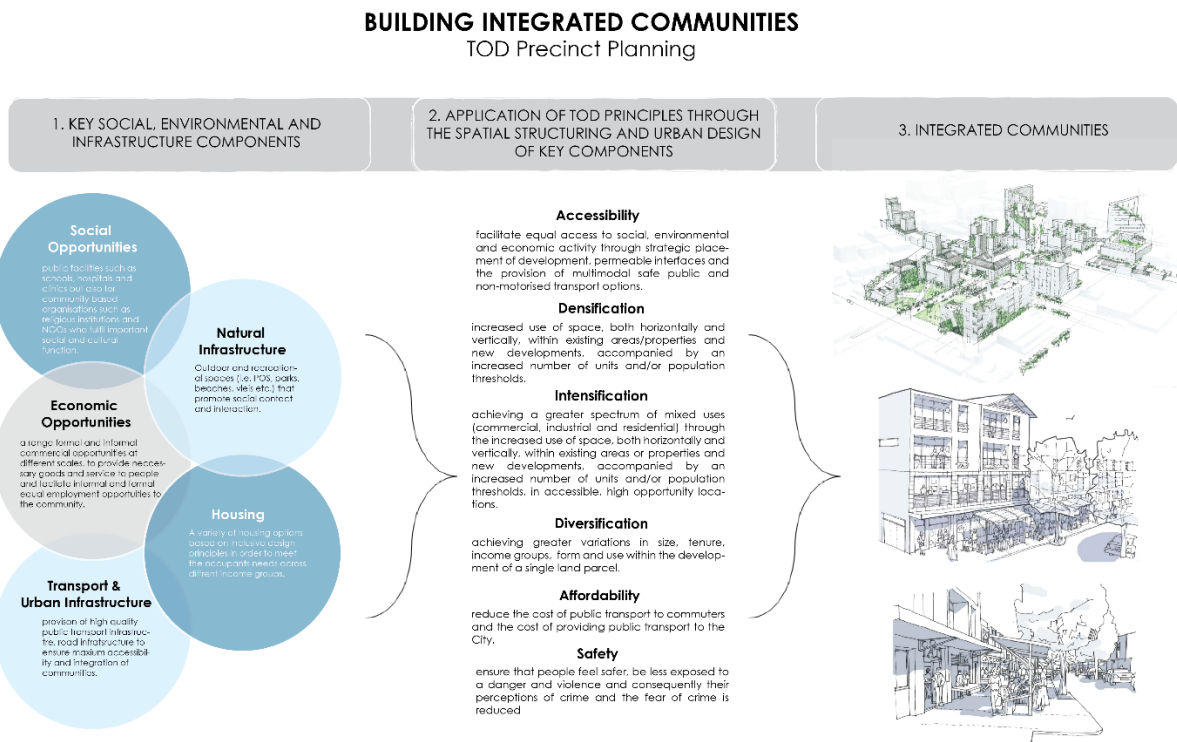 BUILDING INTEGRATED COMMUNITIES
TOD Precinct Planning
1. KEY SOCIAL, ENVIRONMENTAL AND
INFRASTRUCTURE COMPONENTS
2. APPLICATION OF TOD PRINCIPLES THROUGH
THE SPATIAL STRUCTURING AND URBAN DESIGN
OF KEY COMPONENTS
3. INTEGRATED COMMUNITIES
Social
Opportunities
public facilities such as
schools, hospitals and
clinics but also for
community based
organisations such as
religious institutions and
NGOs who fulfil important
social and cultural
function.
Natural
Infrastructure
Outdoor and recreation-
al spaces (i.e. POS, parks,
beaches, vleis etc.) that
promote social contact
and interaction.
Economic
Opportunities
a range formal and informal
commercial opportunities at
different scales, to provide necces-
sary goods and service to people
and facilate informal and formal
equal employment opportuities to
the community.
Housing
A variety of housing options
based on inclusive design
principles in order to meet
the occupants needs across
diffrent income groups.
Transport &
Urban Infrastructure
provison of high quality
public transport infrastruc-
tre, road infratsructure to
ensure maxium accessibil-
ity and integration of
communities.
Accessibility
facilitate equal access to social, environmental
and economic activity through strategic place-
ment of development, permeable interfaces and
the provision of multimodal safe public and
non-motorised transport options.
Densification
increased use of space, both horizontally and
vertically, within existing areas/properties and
new developments, accompanied by an
increased number of units and/or population
thresholds.
Intensification
achieving a greater spectrum of mixed uses
(commercial, industrial and residential) through
the increased use of space, both horizontally and
vertically, within existing areas or properties and
new developments, accompanied by an
increased number of units and/or population
thresholds. in accessible, high opportunity loca-
tions.
Diversification
achieving greater variations in size, tenure,
income groups, form and use within the develop-
ment of a single land parcel.
Affordability
reduce the cost of public transport to commuters
and the cost of providing public transport to the
City.
Safety
ensure that people feel safer, be less exposed to
a danger and violence and consequently their
perceptions of crime and the fear of crime is
reduced